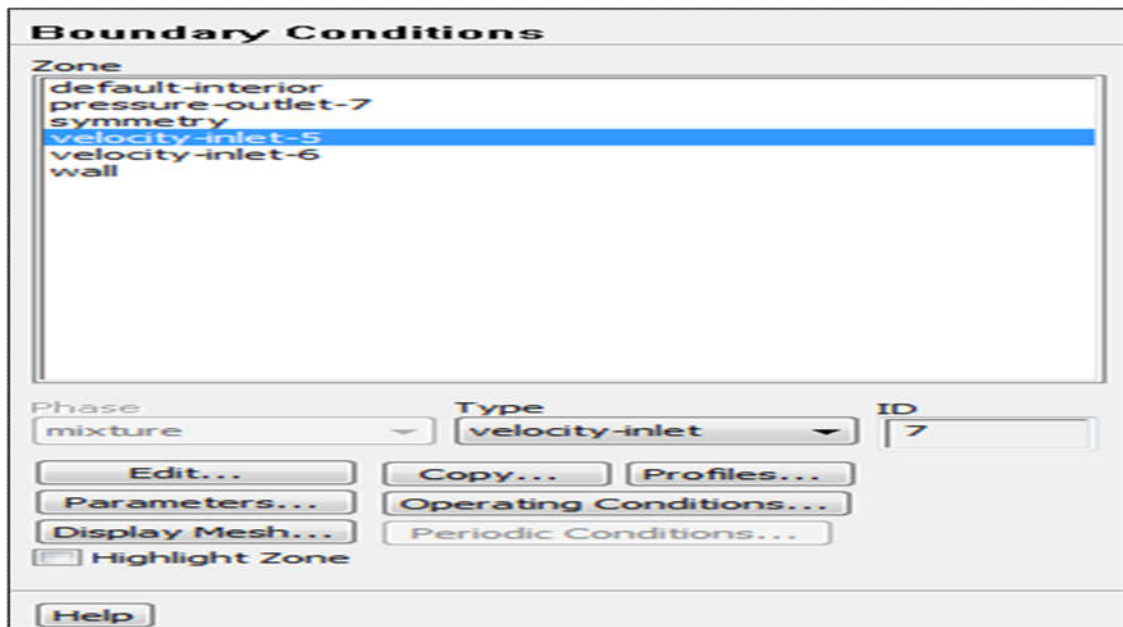 Boundary Conditions
Zone
default-interior
pressure-outlet-7
symmetry
velocity-inlet-5
velocity-inlet-6
wall
Phase Type ID
mixture velocity-inlet 7
Edit... Copy... Profiles...
Parameters... Operating Conditions...
Display Mesh... Periodic Conditions...
Highlight Zone
Help